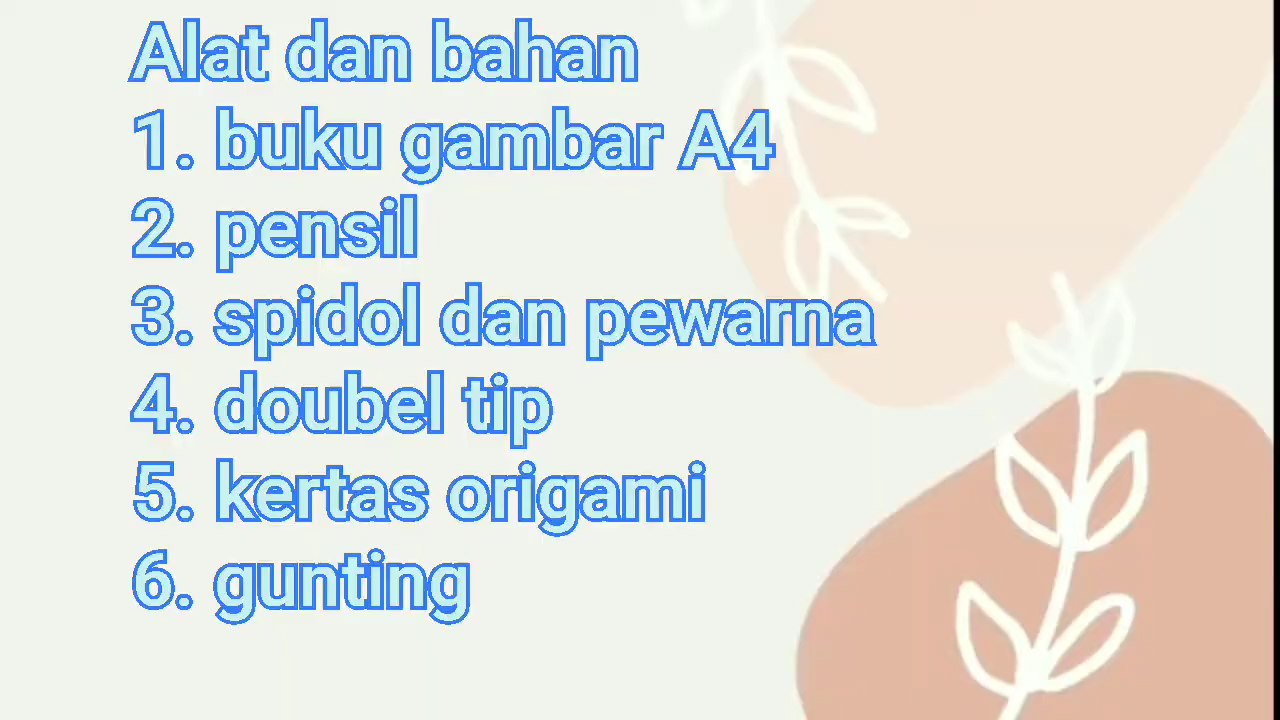 Alat dan bahan
1. buku gambar A4
2. pensil
3. spidol dan pewarna
4. doubel tip
5. kertas origami
6. gunting